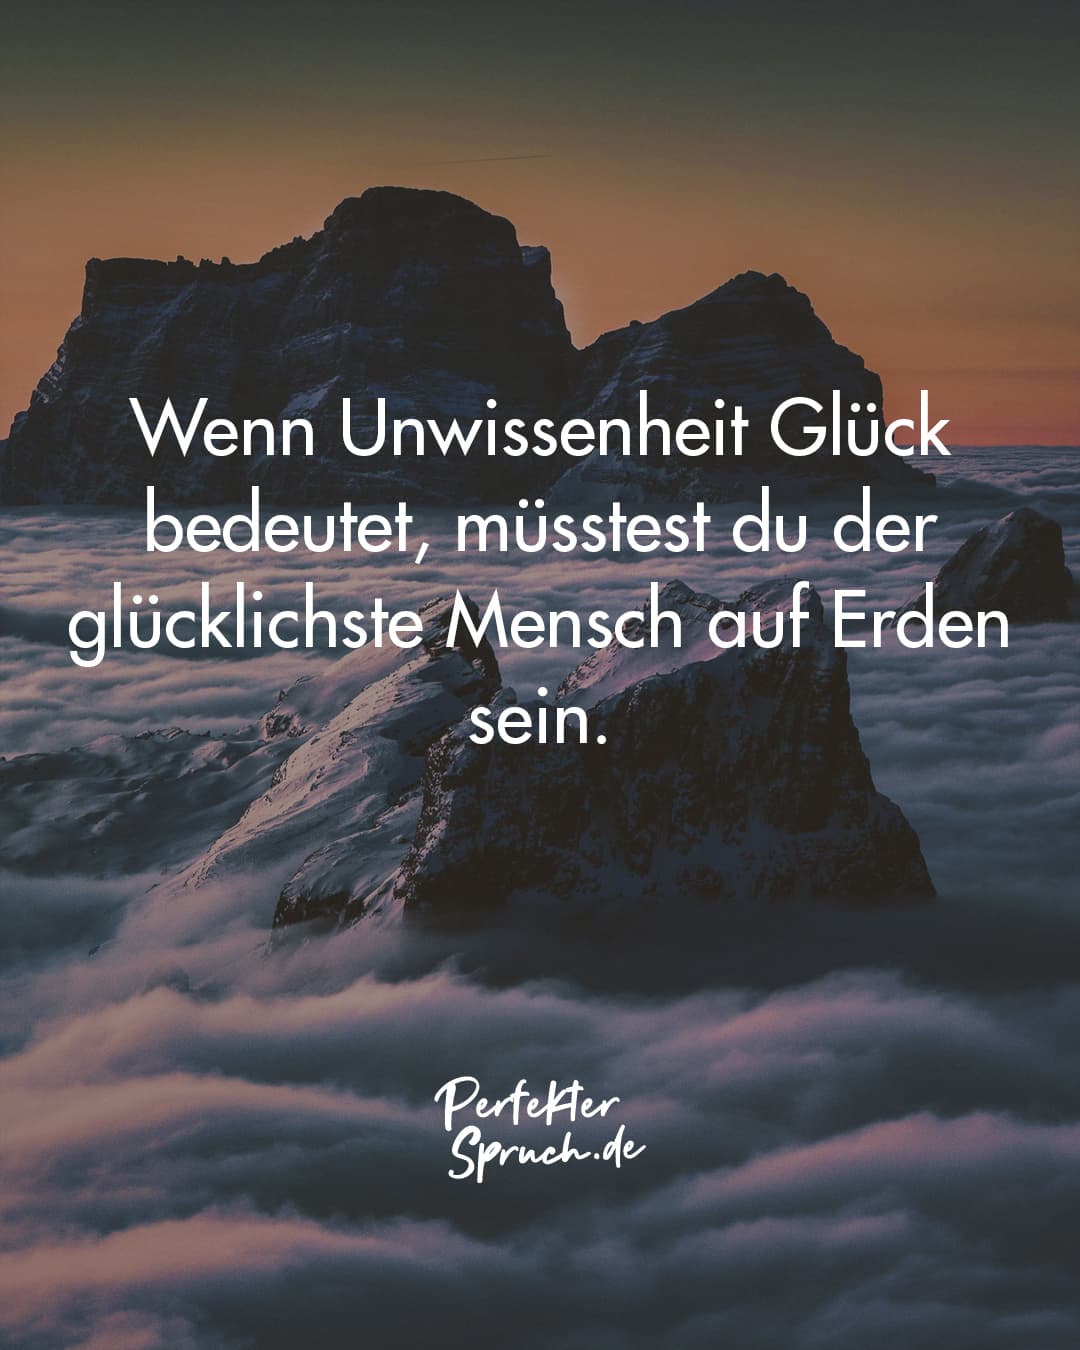 Wenn Unwissenheit Glück
bedeutet, müsstest du der
glücklichste Mensch auf Erden
sein.
Perfekter
Spruch.de